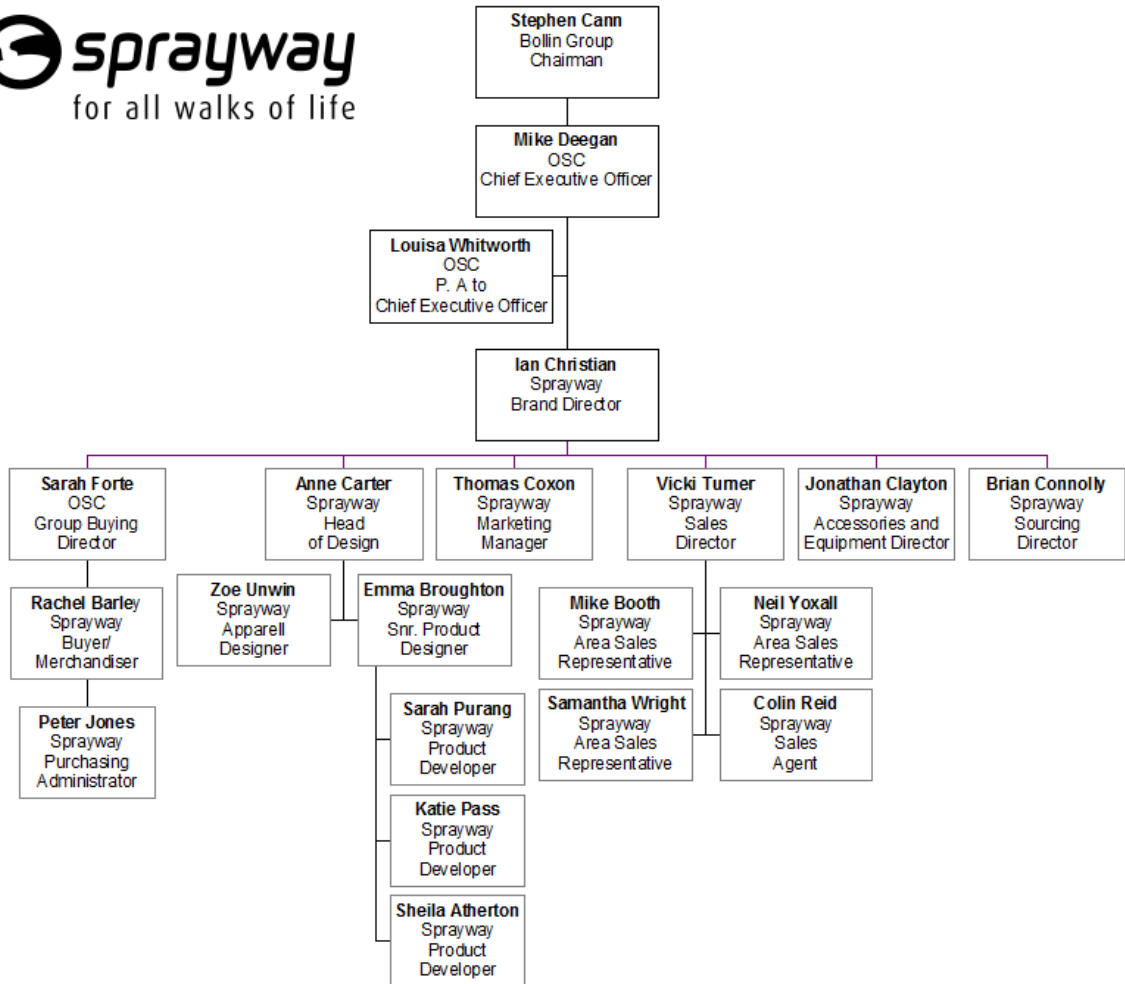 sprayway
for all walks of life
Stephen Cann
Bollin Group
Chairman
Mike Deegan
OSC
Chief Executive Officer
Louisa Whitworth
OSC
P. A to
Chief Executive Officer
Ian Christian
Sprayway
Brand Director
Sarah Forte
OSC
Group Buying
Director
Anne Carter
Sprayway
Head
of Design
Thomas Coxon
Sprayway
Marketing
Manager
Vicki Turner
Sprayway
Sales
Director
Jonathan Clayton
Sprayway
Accessories and
Equipment Director
Brian Connolly
Sprayway
Sourcing
Director
Rachel Barley
Sprayway
Buyer/
Merchandiser
Zoe Unwin
Sprayway
Apparell
Designer
Emma Broughton
Sprayway
Snr. Product
Designer
Mike Booth
Sprayway
Area Sales
Representative
Neil Yoxall
Sprayway
Area Sales
Representative
Peter Jones
Sprayway
Purchasing
Administrator
Sarah Purang
Sprayway
Product
Developer
Samantha Wright
Sprayway
Area Sales
Representative
Colin Reid
Sprayway
Sales
Agent
Katie Pass
Sprayway
Product
Developer
Sheila Atherton
Sprayway
Product
Developer